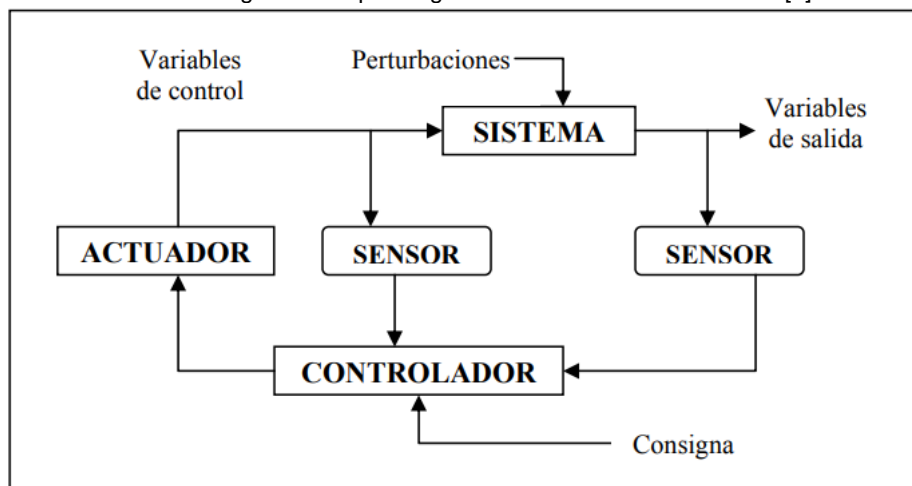 Variables
de control
Perturbaciones
SISTEMA
Variables
de salida
ACTUADOR
SENSOR
SENSOR
CONTROLADOR
Consigna